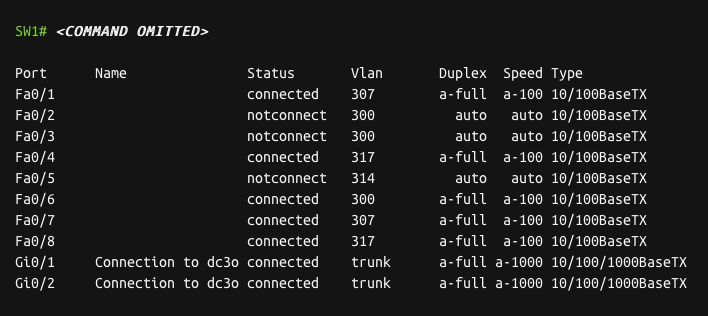 SW1# <COMMAND OMITTED>
Port      Name               Status       Vlan       Duplex  Speed Type
Fa0/1                        connected    307        a-full  a-100 10/100BaseTX
Fa0/2                        notconnect   300          auto   auto 10/100BaseTX
Fa0/3                        notconnect   300          auto   auto 10/100BaseTX
Fa0/4                        connected    317        a-full  a-100 10/100BaseTX
Fa0/5                        notconnect   314          auto   auto 10/100BaseTX
Fa0/6                        connected    300        a-full  a-100 10/100BaseTX
Fa0/7                        connected    307        a-full  a-100 10/100BaseTX
Fa0/8                        connected    317        a-full  a-100 10/100BaseTX
Gi0/1     Connection to dc3o connected    trunk      a-full a-1000 10/100/1000BaseTX
Gi0/2     Connection to dc3o connected    trunk      a-full a-1000 10/100/1000BaseTX